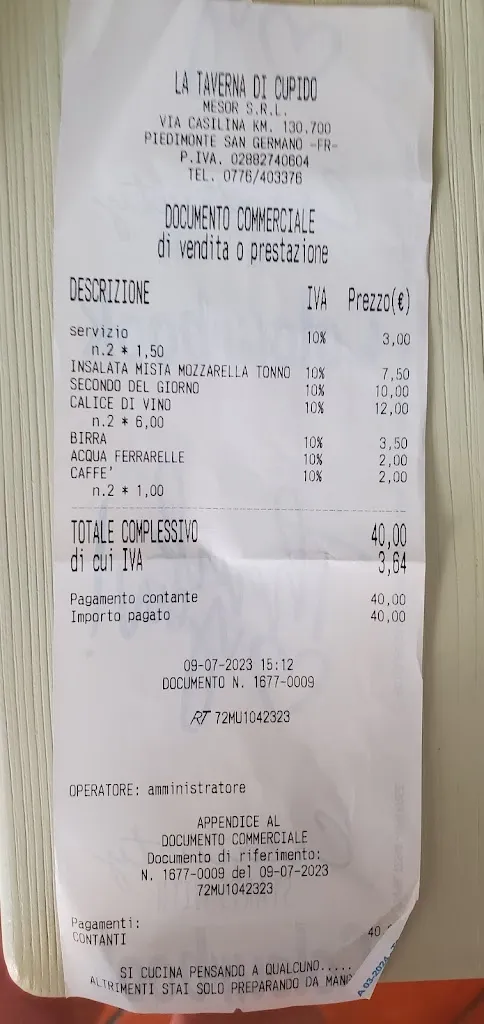 LA TAVERNA DI CUPIDO
MESOR S.R.L.
VIA CASILINA KM. 130,700
PIEDIMONTE SAN GERMANO -FR-
P.IVA. 02882740604
TEL. 0776/403376
DOCUMENTO COMMERCIALE
di vendita o prestazione
DESCRIZIONE IVA Prezzo(€)
servizio 10% 3,00
n.2 * 1,50
INSALATA MISTA MOZZARELLA TONNO 10% 7,50
SECONDO DEL GIORNO 10% 10,00
CALICE DI VINO 10% 12,00
n.2 * 6,00
BIRRA 10% 3,50
ACQUA FERRARELLE 10% 2,00
CAFFE' 10% 2,00
n.2 * 1,00
TOTALE COMPLESSIVO 40,00
di cui IVA 3,64
Pagamento contante 40,00
Importo pagato 40,00
09-07-2023 15:12
DOCUMENTO N. 1677-0009
RT 72MU1042323
OPERATORE: amministratore
APPENDICE AL
DOCUMENTO COMMERCIALE
Documento di riferimento:
N. 1677-0009 del 09-07-2023
72MU1042323
Pagamenti:
CONTANTI 40
SI CUCINA PENSANDO A QUALCUNO.....
ALTRIMENTI STAI SOLO PREPARANDO DA MANG
A 03-2024